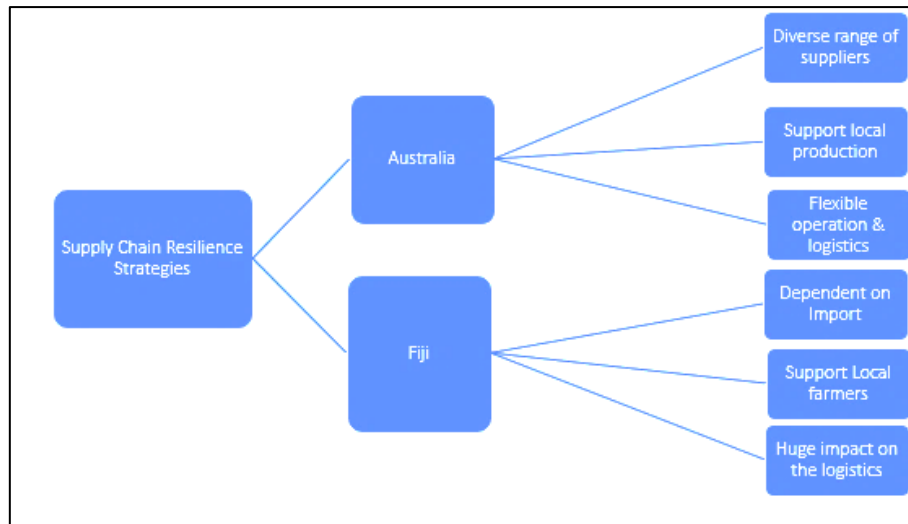 Supply Chain Resilience
Strategies
Australia
Diverse range of
suppliers
Support local
production
Flexible
operation &
logistics
Fiji
Dependent on
Import
Support Local
farmers
Huge impact on
the logistics